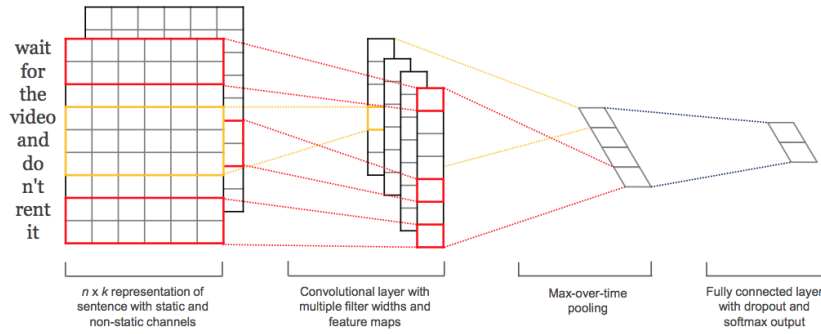 wait
for
the
video
and
do
n't
rent
it
n x k representation of
sentence with static and
non-static channels
Convolutional layer with
multiple filter widths and
feature maps
Max-over-time
pooling
Fully connected layer
with dropout and
softmax output